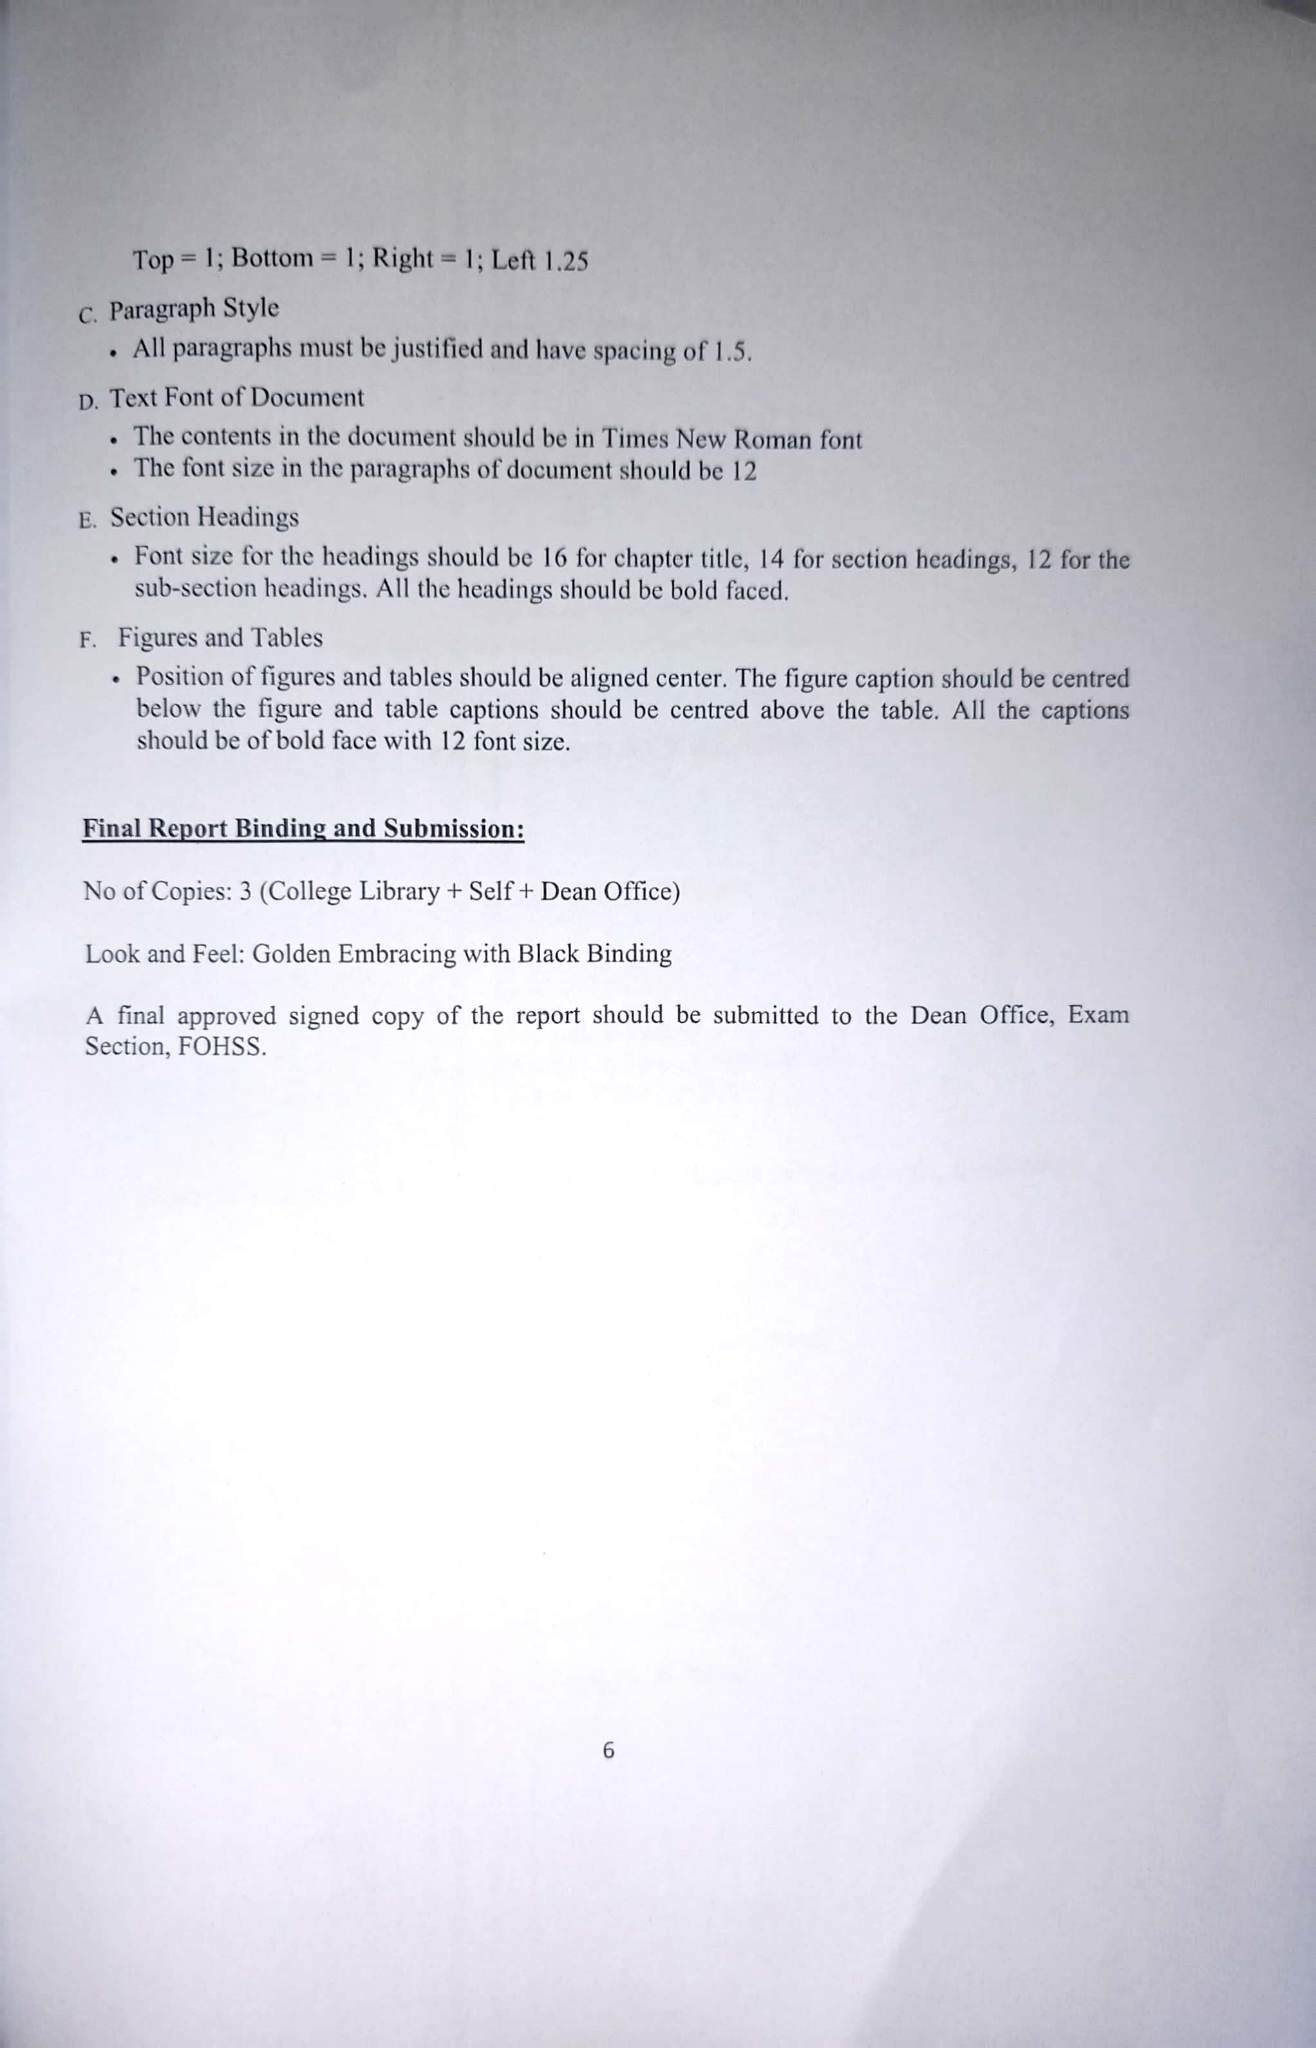 Top = 1; Bottom = 1; Right = 1; Left 1.25
C. Paragraph Style
• All paragraphs must be justified and have spacing of 1.5.
D. Text Font of Document
• The contents in the document should be in Times New Roman font
• The font size in the paragraphs of document should be 12
E. Section Headings
• Font size for the headings should be 16 for chapter title, 14 for section headings, 12 for the
sub-section headings. All the headings should be bold faced.
F. Figures and Tables
• Position of figures and tables should be aligned center. The figure caption should be centred
below the figure and table captions should be centred above the table. All the captions
should be of bold face with 12 font size.
Final Report Binding and Submission:
No of Copies: 3 (College Library + Self + Dean Office)
Look and Feel: Golden Embracing with Black Binding
A final approved signed copy of the report should be submitted to the Dean Office, Exam
Section, FOHSS.
6